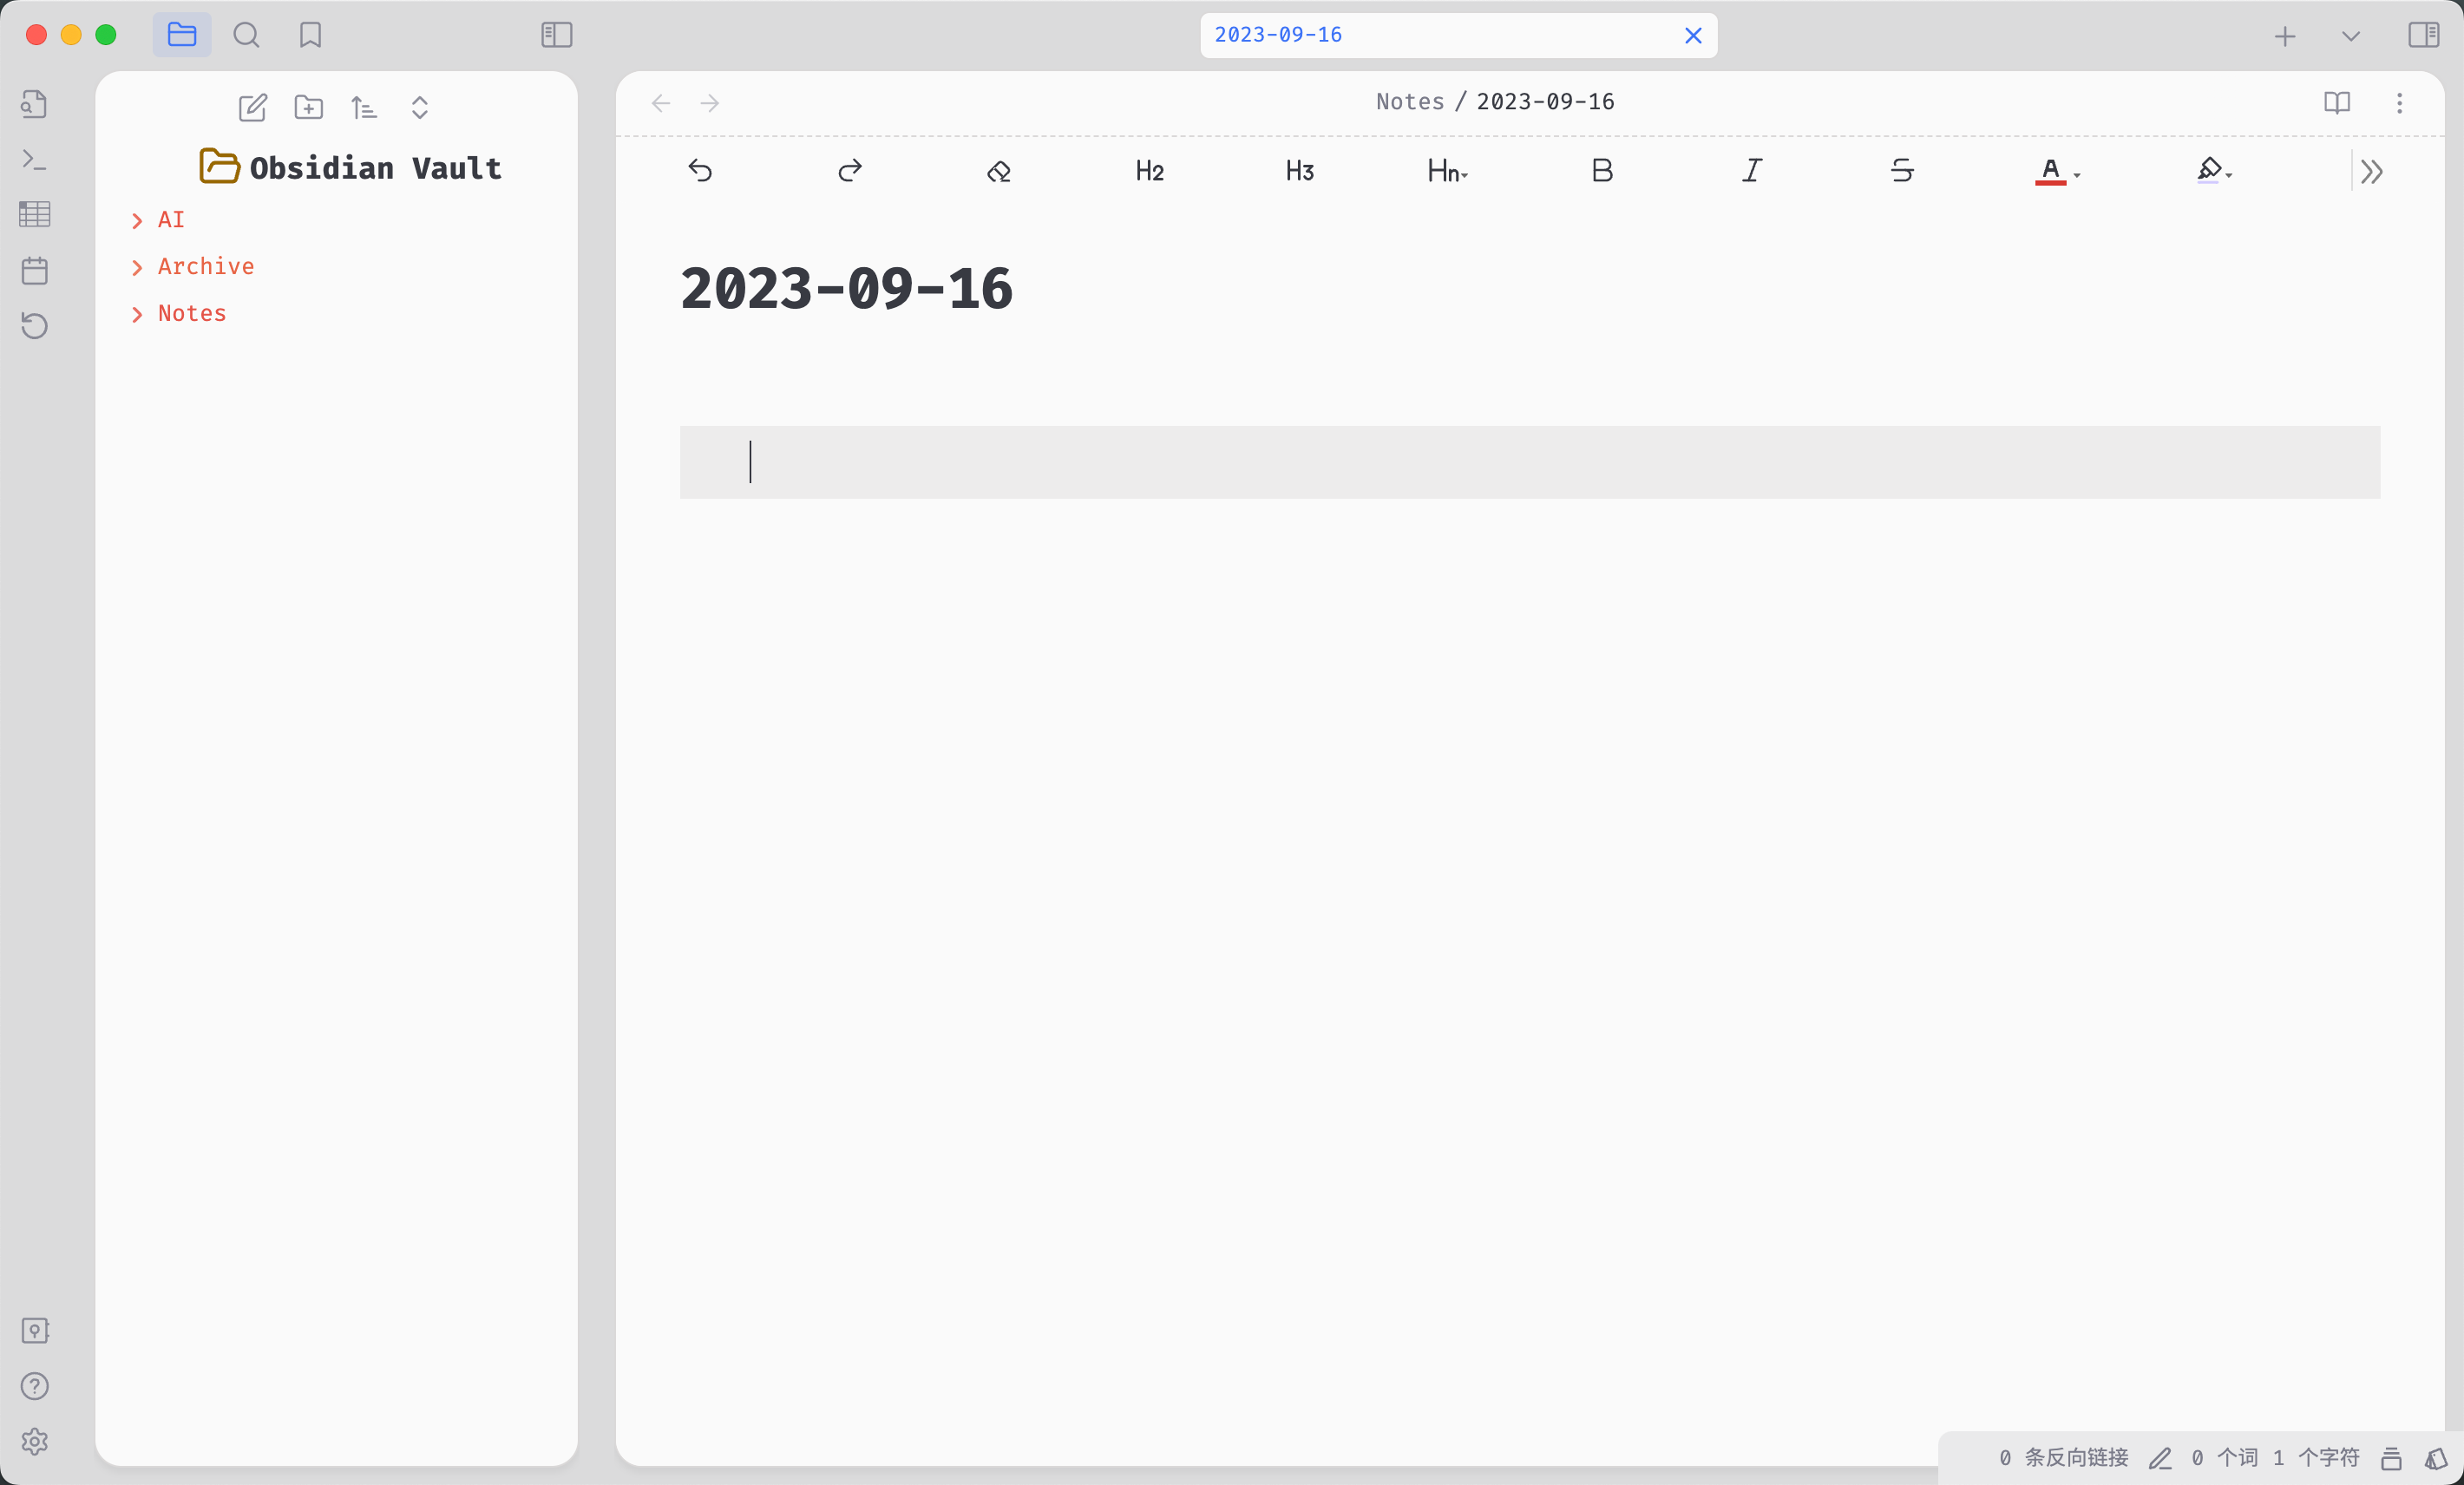 2023-09-16
Notes / 2023-09-16
Obsidian Vault
AI
Archive
Notes
H2 H3 Hn B I S A
2023-09-16
0 条反向链接 0 个词 1 个字符